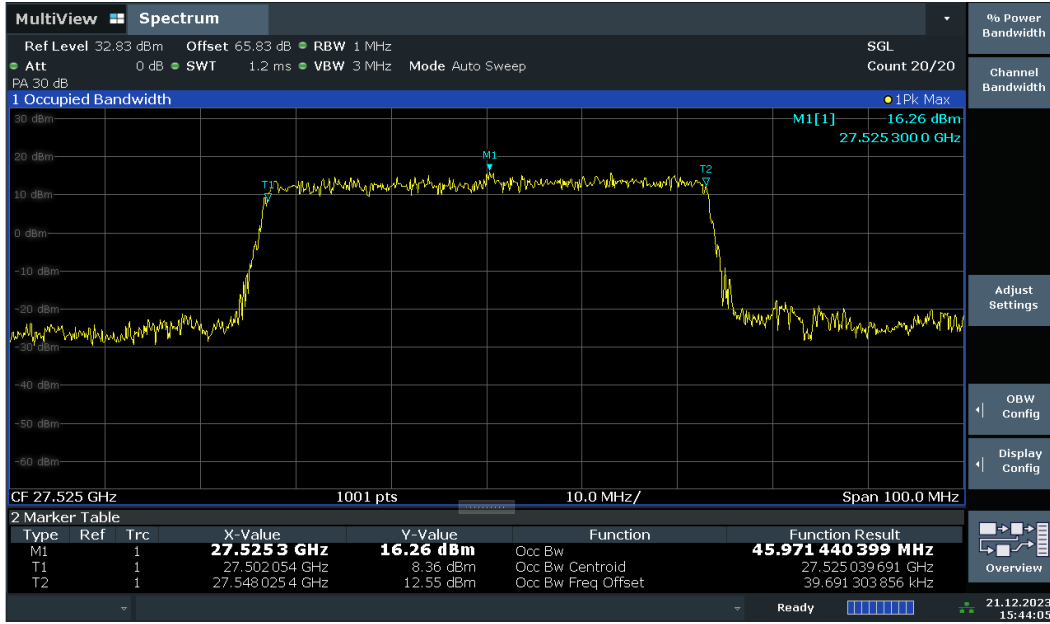 MultiView Spectrum
Ref Level 32.83 dBm Offset 65.83 dB RBW 1 MHz SGL
Att 0 dB SWT 1.2 ms VBW 3 MHz Mode Auto Sweep Count 20/20
PA 30 dB
1 Occupied Bandwidth 1Pk Max
30 dBm
M1[1] 16.26 dBm
27.525 300 0 GHz
20 dBm
M1
T2
T1
10 dBm
0 dBm
-10 dBm
-20 dBm
-30 dBm
-40 dBm
-50 dBm
-60 dBm
CF 27.525 GHz 1001 pts 10.0 MHz/ Span 100.0 MHz
2 Marker Table
Type Ref Trc X-Value Y-Value Function Function Result
M1 1 27.525 3 GHz 16.26 dBm Occ Bw 45.971 440 399 MHz
T1 1 27.502 054 GHz 8.36 dBm Occ Bw Centroid 27.525 039 691 GHz
T2 1 27.548 025 4 GHz 12.55 dBm Occ Bw Freq Offset 39.691 303 856 kHz
Ready
21.12.2023
15:44:05
% Power
Bandwidth
Channel
Bandwidth
Adjust
Settings
OBW
Config
Display
Config
Overview